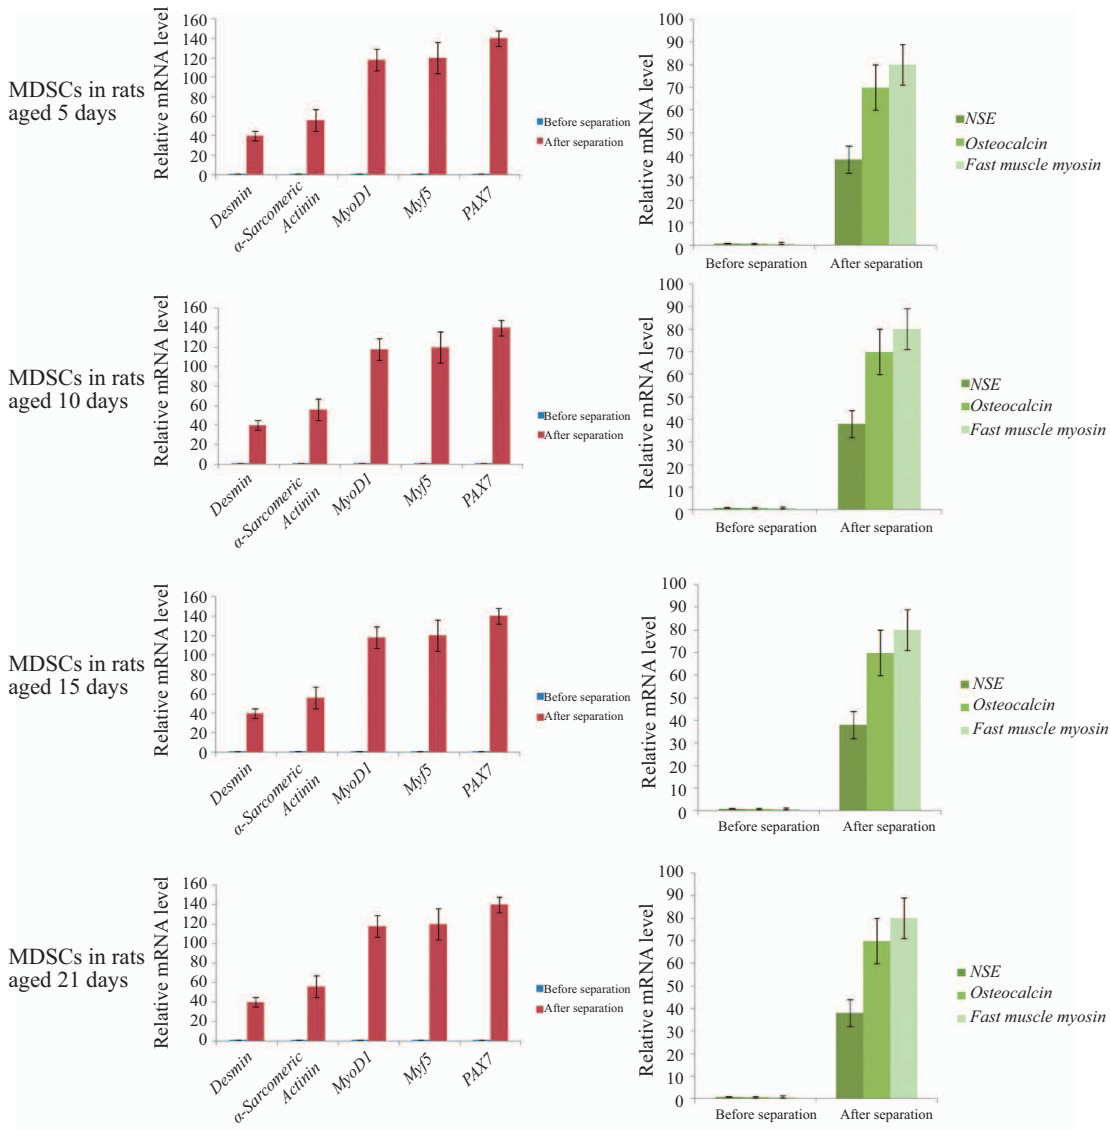 MDSCs in rats
aged 5 days
Relative mRNA level
160
140
120
100
80
60
40
20
0
Desmin
α-Sarcomeric
Actinin
MyoD1
Myf5
PAX7
Before separation
After separation
Relative mRNA level
100
90
80
70
60
50
40
30
20
10
0
Before separation
After separation
NSE
Osteocalcin
Fast muscle myosin
MDSCs in rats
aged 10 days
Relative mRNA level
160
140
120
100
80
60
40
20
0
Desmin
α-Sarcomeric
Actinin
MyoD1
Myf5
PAX7
Before separation
After separation
Relative mRNA level
100
90
80
70
60
50
40
30
20
10
0
Before separation
After separation
NSE
Osteocalcin
Fast muscle myosin
MDSCs in rats
aged 15 days
Relative mRNA level
160
140
120
100
80
60
40
20
0
Desmin
α-Sarcomeric
Actinin
MyoD1
Myf5
PAX7
Before separation
After separation
Relative mRNA level
100
90
80
70
60
50
40
30
20
10
0
Before separation
After separation
NSE
Osteocalcin
Fast muscle myosin
MDSCs in rats
aged 21 days
Relative mRNA level
160
140
120
100
80
60
40
20
0
Desmin
α-Sarcomeric
Actinin
MyoD1
Myf5
PAX7
Before separation
After separation
Relative mRNA level
100
90
80
70
60
50
40
30
20
10
0
Before separation
After separation
NSE
Osteocalcin
Fast muscle myosin